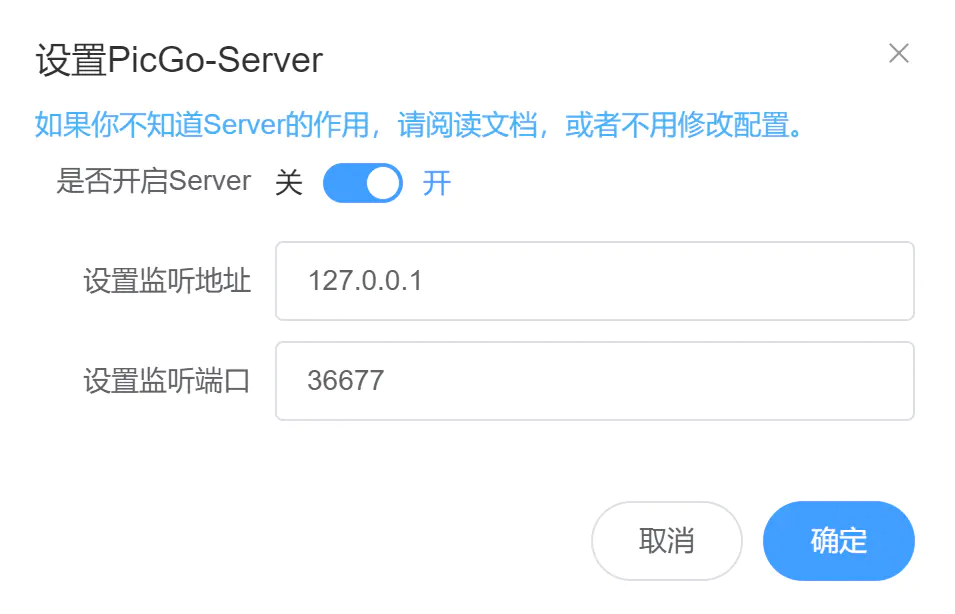 设置PicGo-Server
如果你不知道Server的作用，请阅读文档，或者不用修改配置。
是否开启Server 关 开
设置监听地址 127.0.0.1
设置监听端口 36677
取消 确定